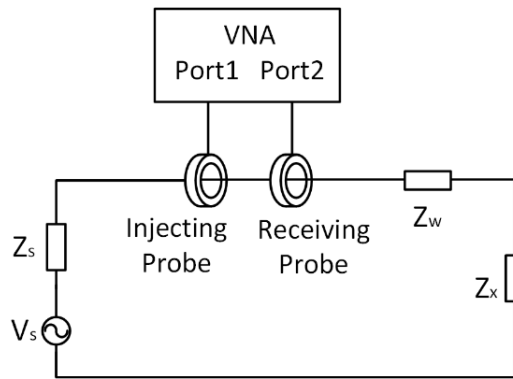 VNA
Port1 Port2
Injecting Probe
Receiving Probe
Zw
Zs
Zx
Vs